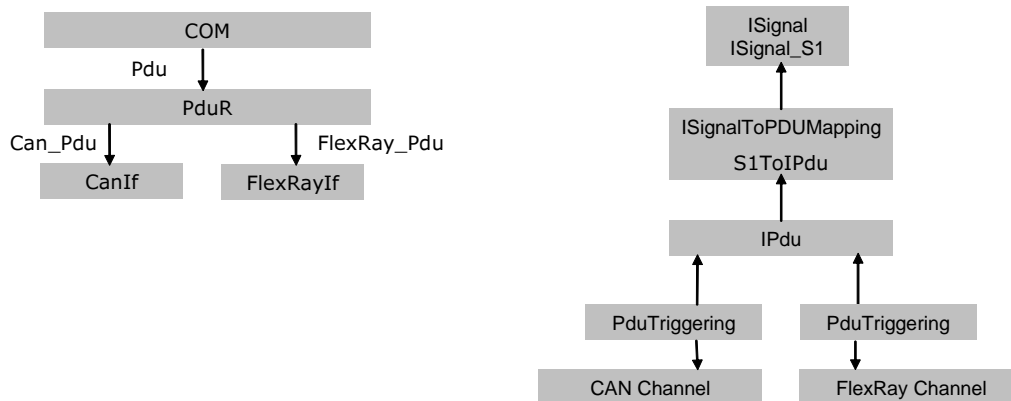 COM
Pdu
PduR
Can_Pdu
FlexRay_Pdu
CanIf
FlexRayIf
ISignal
ISignal_S1
ISignalToPDUMapping
S1ToIPdu
IPdu
PduTriggering
PduTriggering
CAN Channel
FlexRay Channel